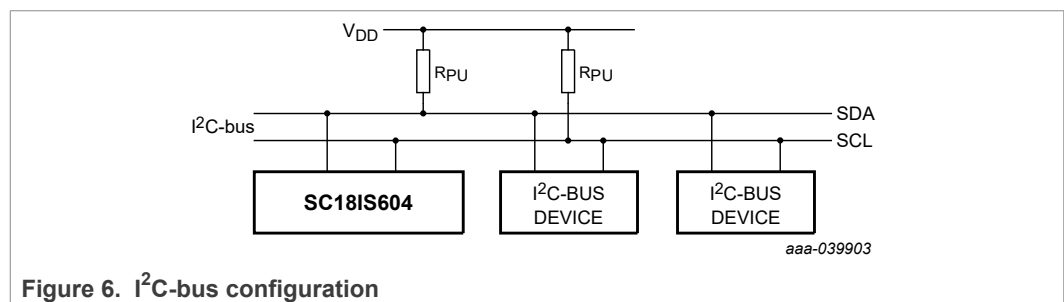 VDD
RPU
RPU
I2C-bus
SDA
SCL
SC18IS604
I2C-BUS
DEVICE
I2C-BUS
DEVICE
aaa-039903
Figure 6. I2C-bus configuration